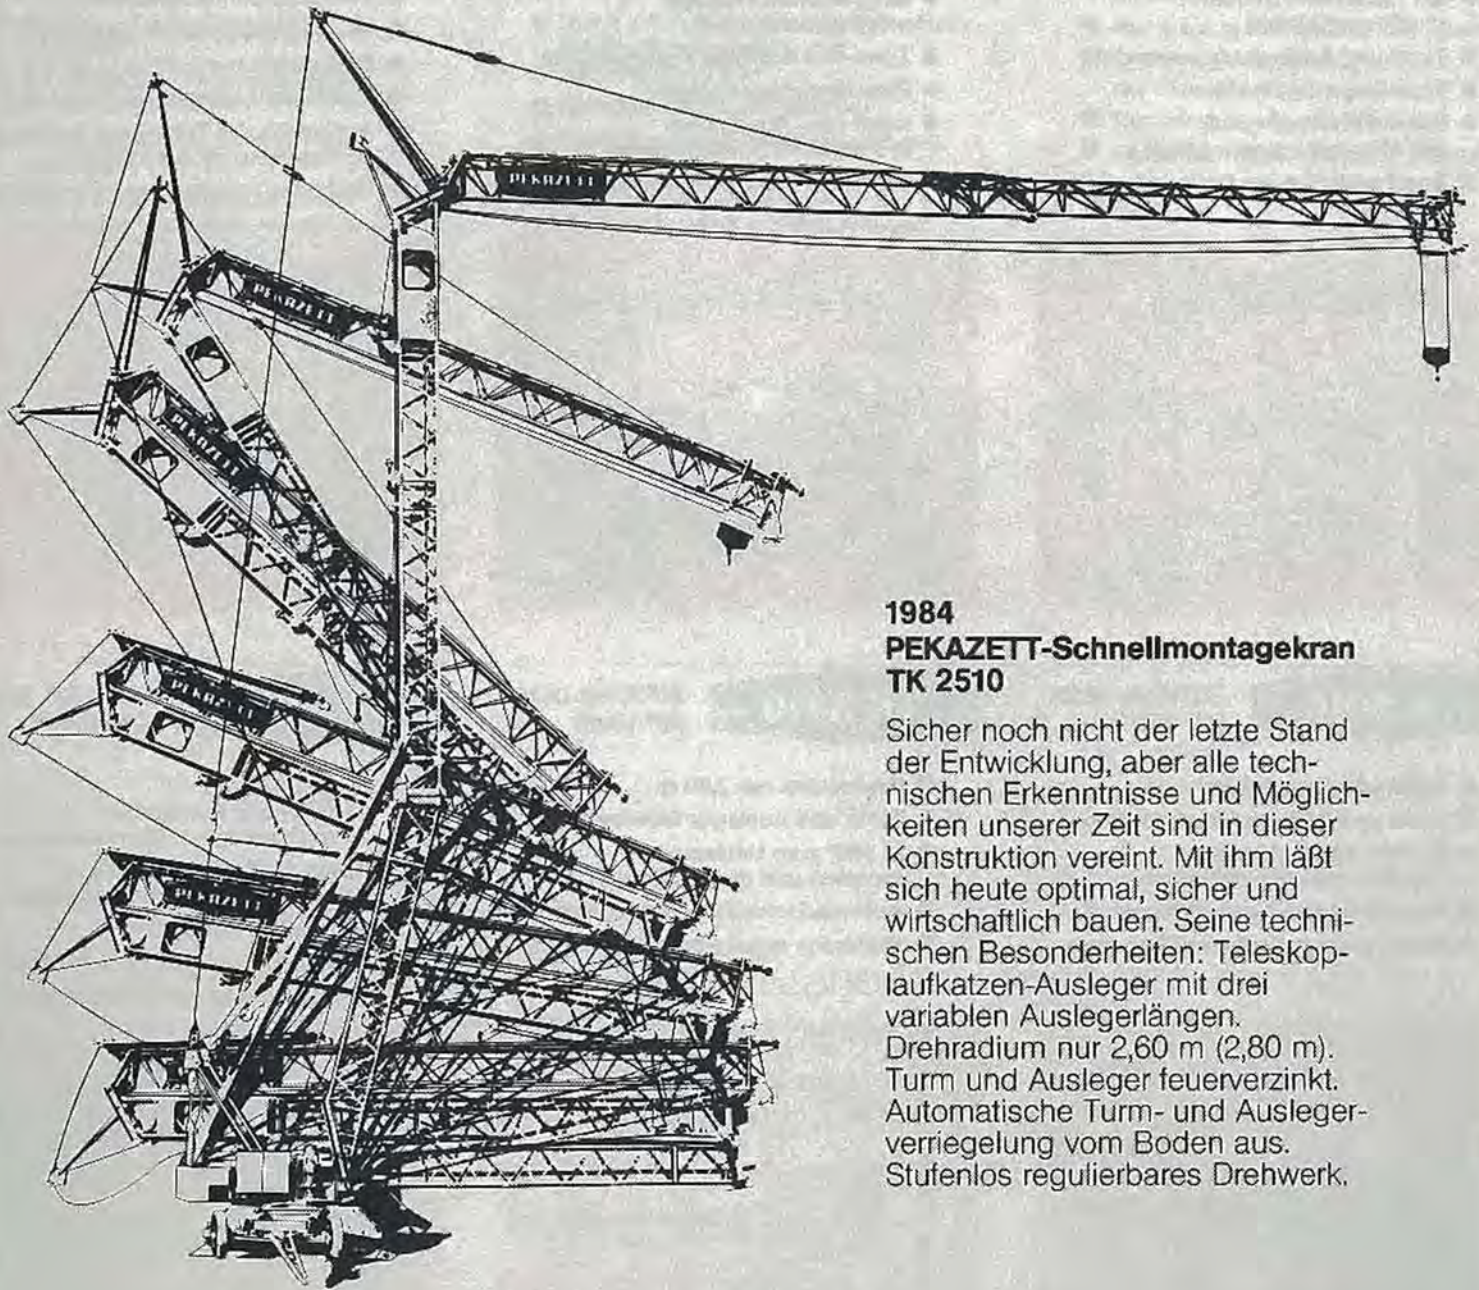 PEKAZETT
PEKAZETT
PEKAZETT
PEKAZETT
PEKAZETT
1984
PEKAZETT-Schnellmontagekran
TK 2510
Sicher noch nicht der letzte Stand
der Entwicklung, aber alle tech-
nischen Erkenntnisse und Möglich-
keiten unserer Zeit sind in dieser
Konstruktion vereint. Mit ihm läßt
sich heute optimal, sicher und
wirtschaftlich bauen. Seine techni-
schen Besonderheiten: Teleskop-
laufkatzen-Ausleger mit drei
variablen Auslegerlängen.
Drehradium nur 2,60 m (2,80 m).
Turm und Ausleger feuerverzinkt.
Automatische Turm- und Ausleger-
verriegelung vom Boden aus.
Stufenlos regulierbares Drehwerk.